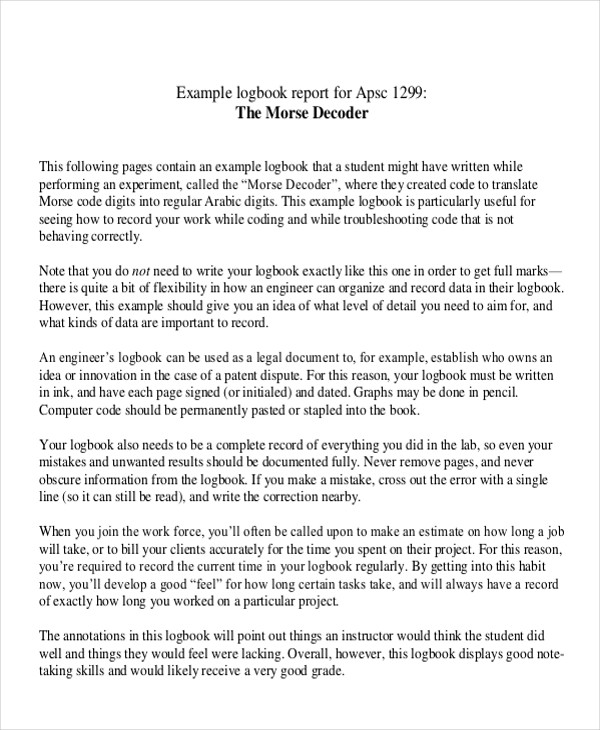 Example logbook report for Apsc 1299:
The Morse Decoder
This following pages contain an example logbook that a student might have written while
performing an experiment, called the “Morse Decoder”, where they created code to translate
Morse code digits into regular Arabic digits. This example logbook is particularly useful for
seeing how to record your work while coding and while troubleshooting code that is not
behaving correctly.
Note that you do not need to write your logbook exactly like this one in order to get full marks—
there is quite a bit of flexibility in how an engineer can organize and record data in their logbook.
However, this example should give you an idea of what level of detail you need to aim for, and
what kinds of data are important to record.
An engineer’s logbook can be used as a legal document to, for example, establish who owns an
idea or innovation in the case of a patent dispute. For this reason, your logbook must be written
in ink, and have each page signed (or initialed) and dated. Graphs may be done in pencil.
Computer code should be permanently pasted or stapled into the book.
Your logbook also needs to be a complete record of everything you did in the lab, so even your
mistakes and unwanted results should be documented fully. Never remove pages, and never
obscure information from the logbook. If you make a mistake, cross out the error with a single
line (so it can still be read), and write the correction nearby.
When you join the work force, you’ll often be called upon to make an estimate on how long a job
will take, or to bill your clients accurately for the time you spent on their project. For this reason,
you’re required to record the current time in your logbook regularly. By getting into this habit
now, you’ll develop a good “feel” for how long certain tasks take, and will always have a record
of exactly how long you worked on a particular project.
The annotations in this logbook will point out things an instructor would think the student did
well and things they would feel were lacking. Overall, however, this logbook displays good note-
taking skills and would likely receive a very good grade.